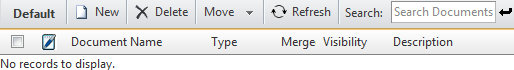 Default New Delete Move Refresh Search: Search Documents
Document Name Type Merge Visibility Description
No records to display.